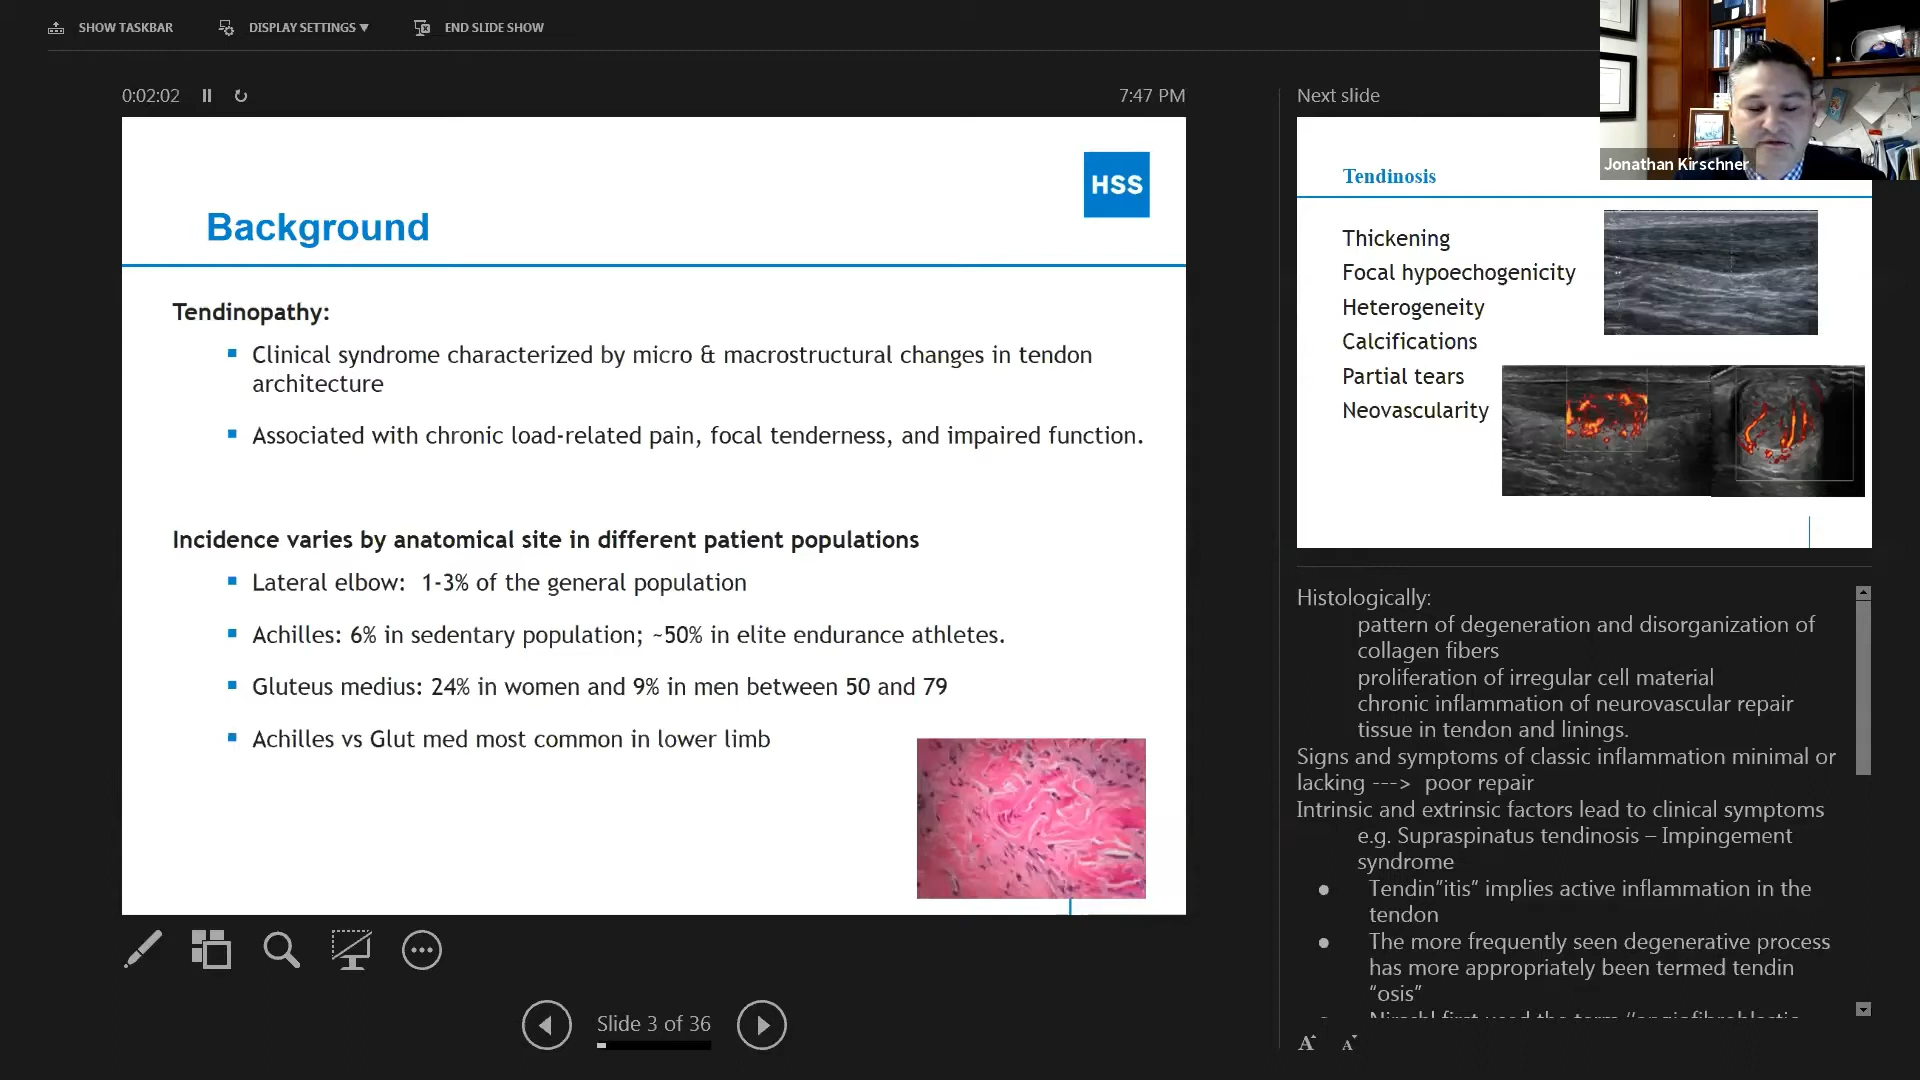 SHOW TASKBAR
DISPLAY SETTINGS ▼
END SLIDE SHOW
0:02:02
7:47 PM
HSS
Background
Tendinopathy:
Clinical syndrome characterized by micro & macrostructural changes in tendon
architecture
Associated with chronic load-related pain, focal tenderness, and impaired function.
Incidence varies by anatomical site in different patient populations
Lateral elbow: 1-3% of the general population
Achilles: 6% in sedentary population; ~50% in elite endurance athletes.
Gluteus medius: 24% in women and 9% in men between 50 and 79
Achilles vs Glut med most common in lower limb
Slide 3 of 36
Next slide
Jonathan Kirschner
Tendinosis
Thickening
Focal hypoechogenicity
Heterogeneity
Calcifications
Partial tears
Neovascularity
Histologically:
pattern of degeneration and disorganization of
collagen fibers
proliferation of irregular cell material
chronic inflammation of neurovascular repair
tissue in tendon and linings.
Signs and symptoms of classic inflammation minimal or
lacking ---> poor repair
Intrinsic and extrinsic factors lead to clinical symptoms
e.g. Supraspinatus tendinosis – Impingement
syndrome
● Tendin"itis" implies active inflammation in the
tendon
● The more frequently seen degenerative process
has more appropriately been termed tendin
"osis"
Nirschl first used the term "angiofibroblastic
A A